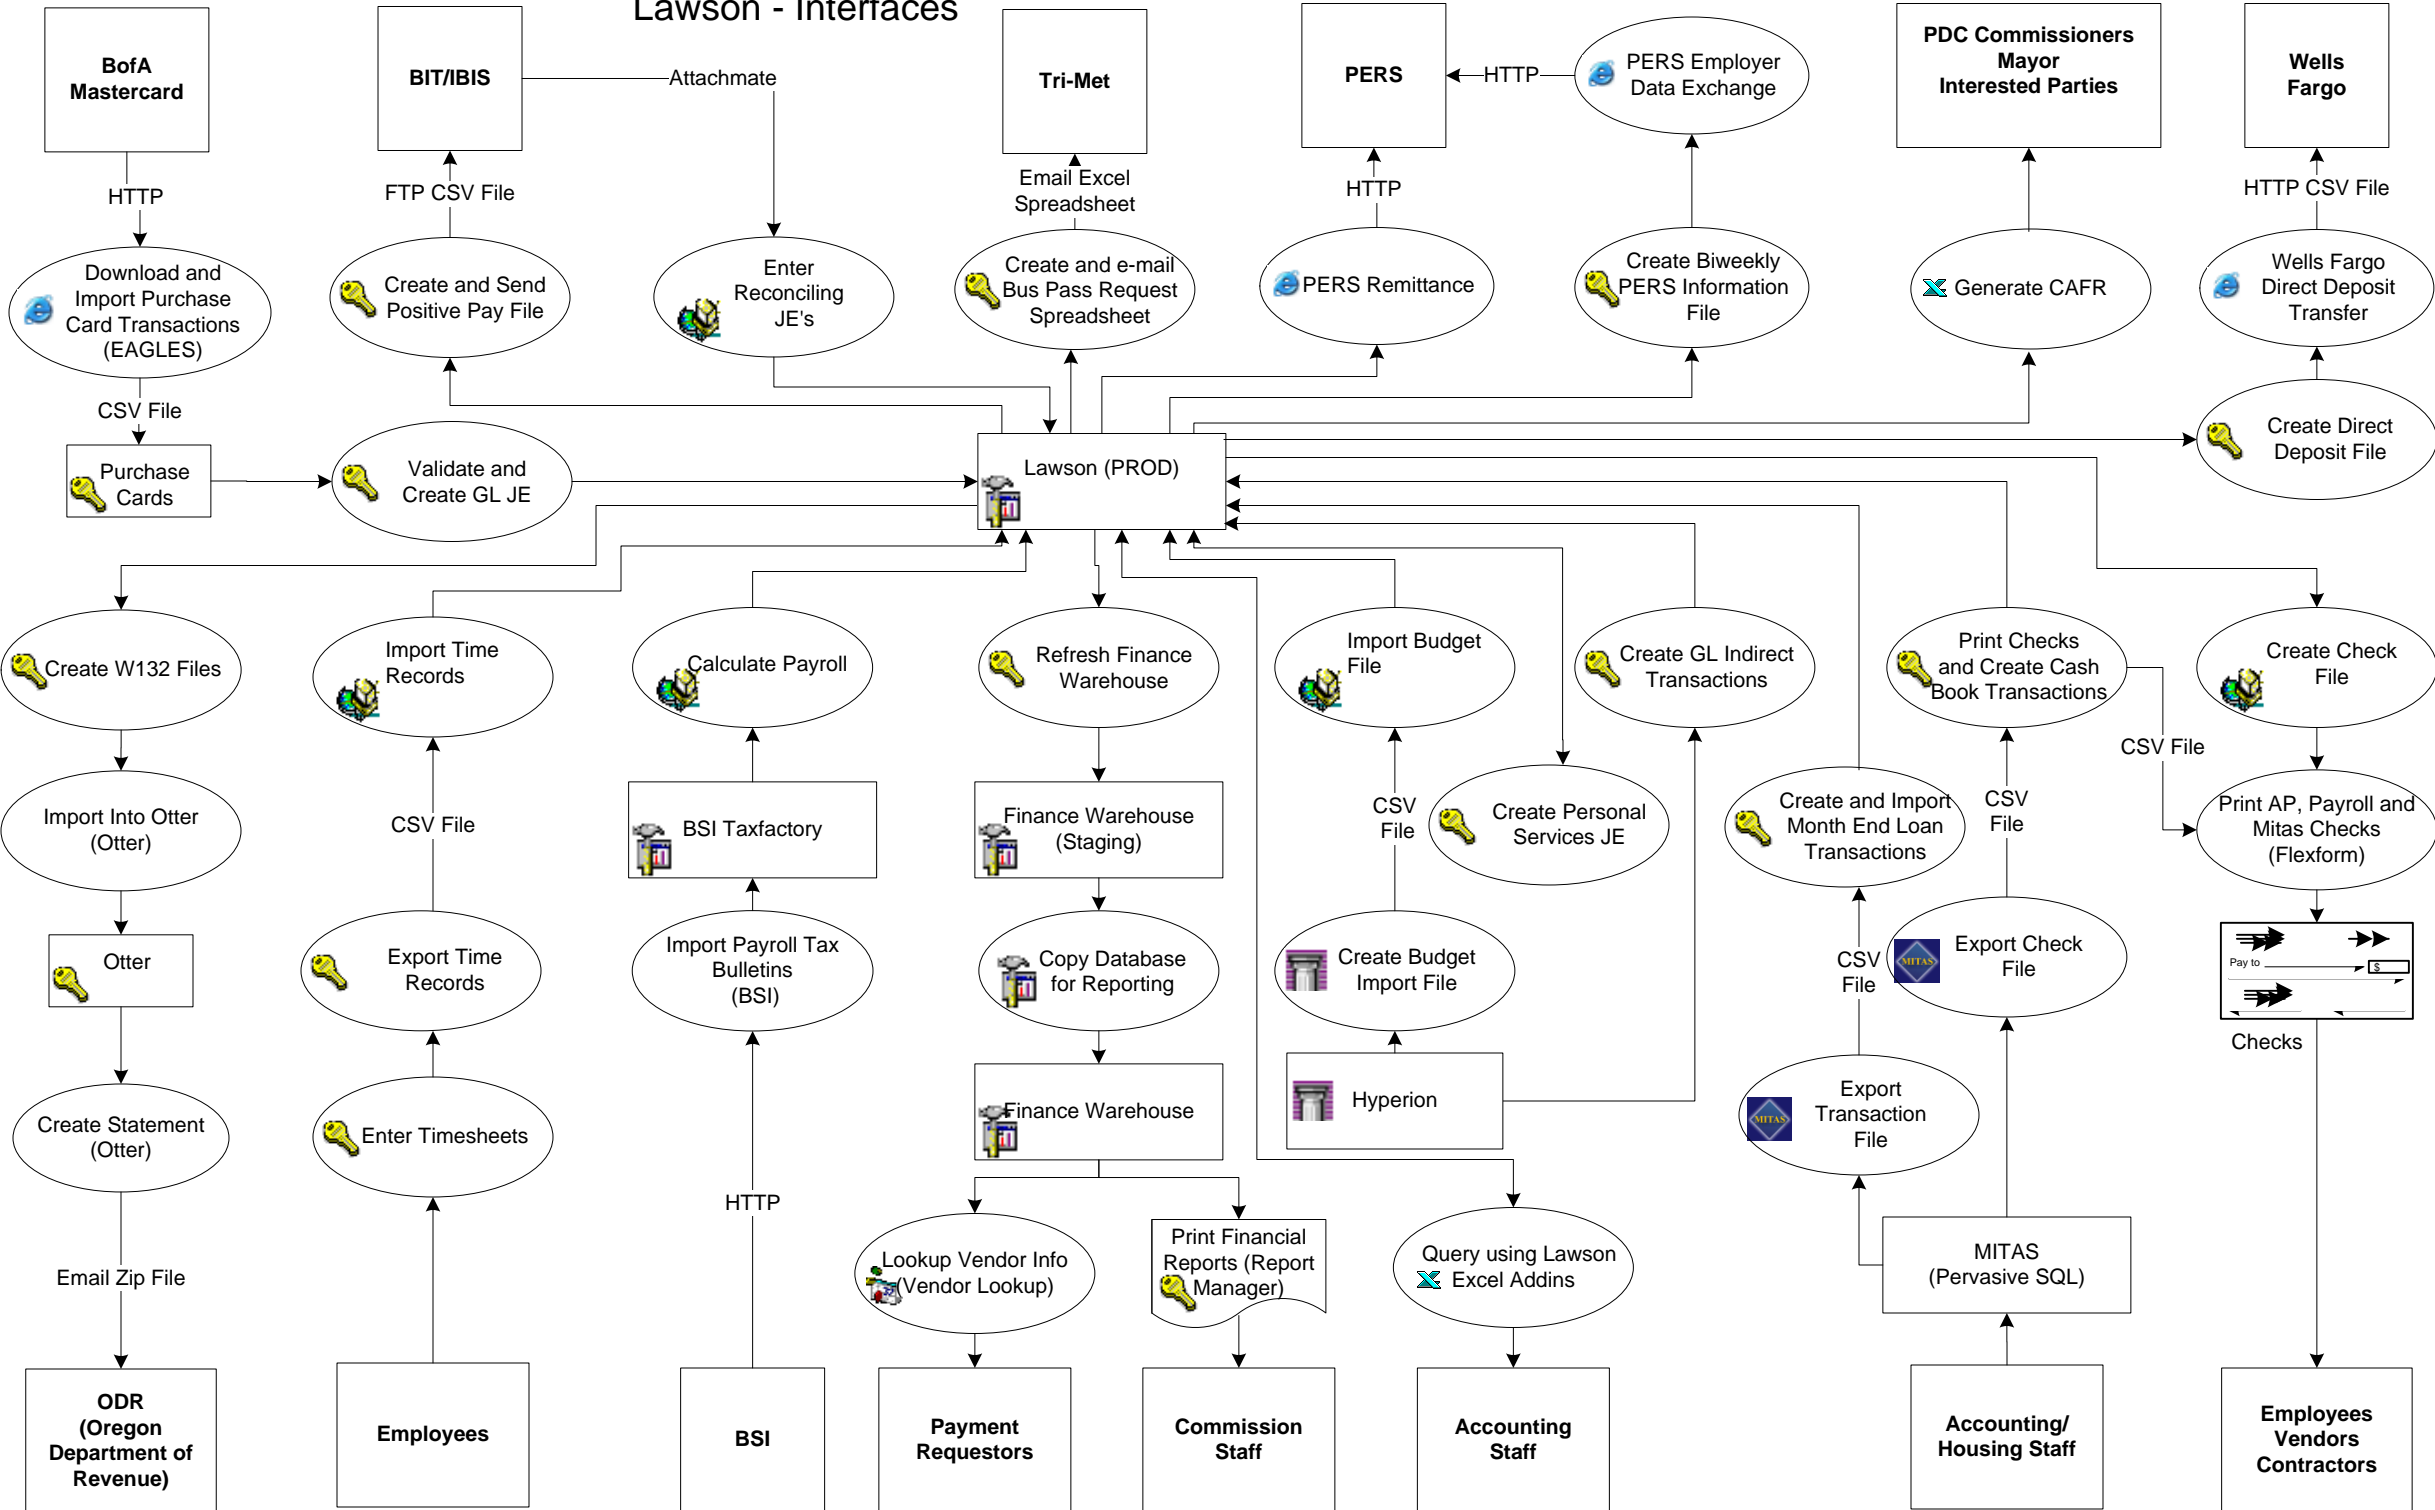 Lawson - Interfaces
BofA
Mastercard
BIT/IBIS
Attachmate
Tri-Met
PERS
HTTP
PERS Employer
Data Exchange
PDC Commissioners
Mayor
Interested Parties
Wells
Fargo
HTTP
FTP CSV File
Email Excel
Spreadsheet
HTTP
HTTP CSV File
Download and
Import Purchase
Card Transactions
(EAGLES)
Create and Send
Positive Pay File
Enter
Reconciling
JE's
Create and e-mail
Bus Pass Request
Spreadsheet
PERS Remittance
Create Biweekly
PERS Information
File
Generate CAFR
Wells Fargo
Direct Deposit
Transfer
CSV File
Purchase
Cards
Validate and
Create GL JE
Lawson (PROD)
Create Direct
Deposit File
Create W132 Files
Import Time
Records
Calculate Payroll
Refresh Finance
Warehouse
Import Budget
File
Create GL Indirect
Transactions
Print Checks
and Create Cash
Book Transactions
Create Check
File
CSV File
Import Into Otter
(Otter)
CSV File
BSI Taxfactory
Finance Warehouse
(Staging)
CSV
File
Create Personal
Services JE
Create and Import
Month End Loan
Transactions
CSV
File
Print AP, Payroll and
Mitas Checks
(Flexform)
Otter
Export Time
Records
Import Payroll Tax
Bulletins
(BSI)
Copy Database
for Reporting
Create Budget
Import File
CSV
File
MITAS
Export Check
File
Pay to
$
Checks
Create Statement
(Otter)
Enter Timesheets
Finance Warehouse
Hyperion
MITAS
Export
Transaction
File
HTTP
Email Zip File
Lookup Vendor Info
(Vendor Lookup)
Print Financial
Reports (Report
Manager)
Query using Lawson
Excel Addins
MITAS
(Pervasive SQL)
ODR
(Oregon
Department of
Revenue)
Employees
BSI
Payment
Requestors
Commission
Staff
Accounting
Staff
Accounting/
Housing Staff
Employees
Vendors
Contractors